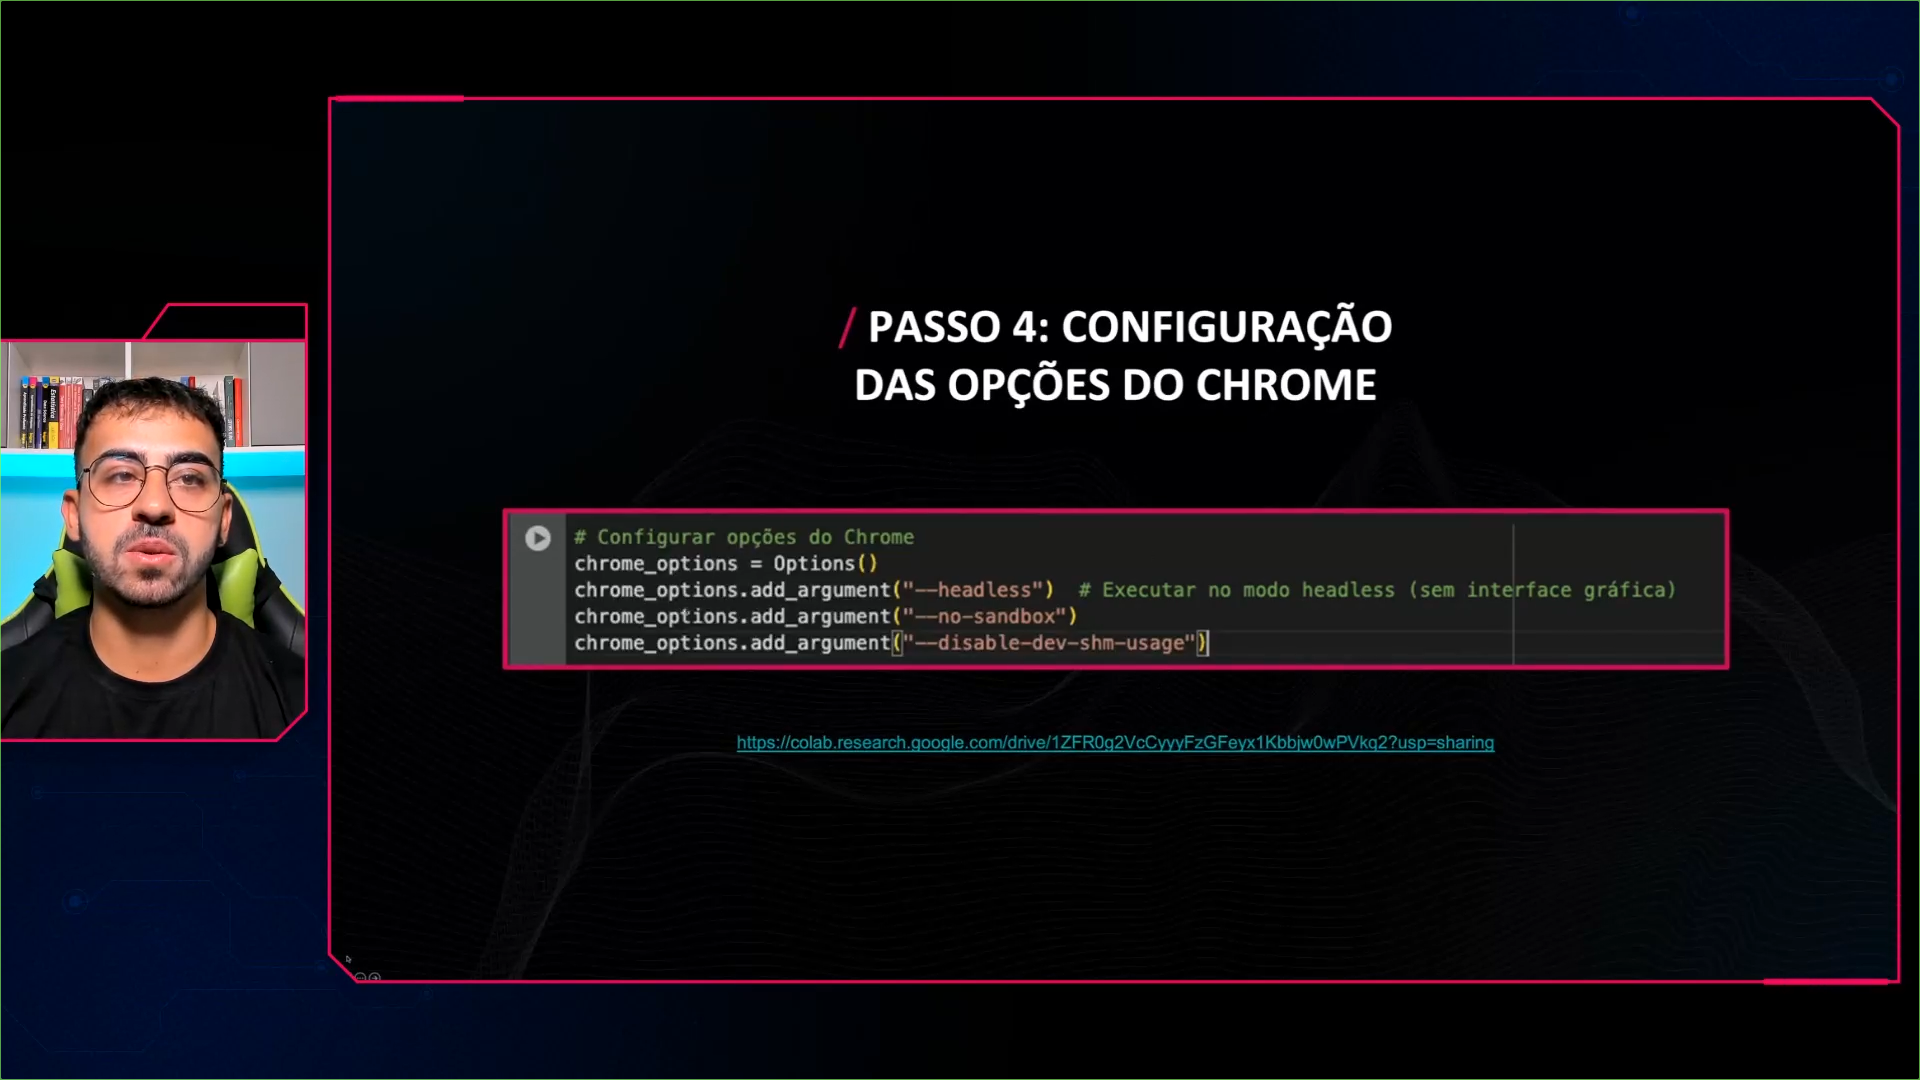 / PASSO 4: CONFIGURAÇÃO
DAS OPÇÕES DO CHROME
# Configurar opções do Chrome
chrome_options = Options()
chrome_options.add_argument("--headless")  # Executar no modo headless (sem interface gráfica)
chrome_options.add_argument("--no-sandbox")
chrome_options.add_argument("--disable-dev-shm-usage")
https://colab.research.google.com/drive/1ZFR0g2VcCyyyFzGFeyx1Kbbjw0wPVkq2?usp=sharing